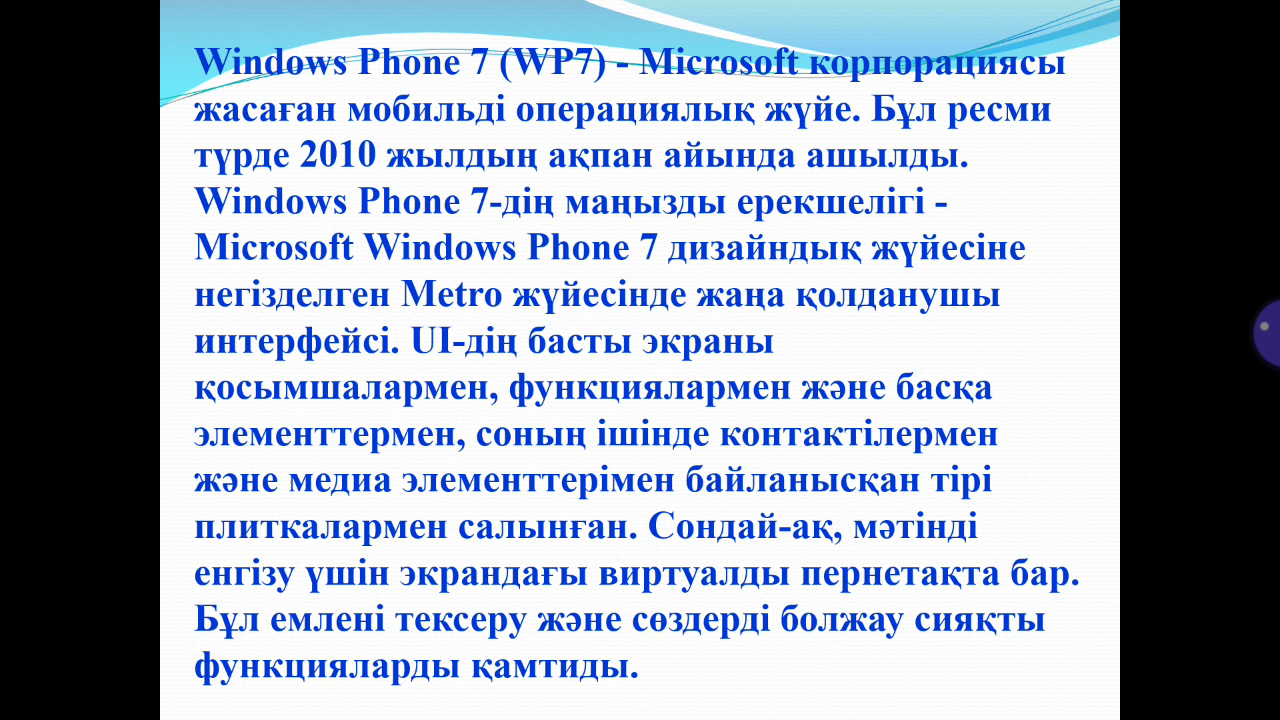 Windows Phone 7 (WP7) - Microsoft корпорациясы
жасаған мобильді операциялық жүйе. Бұл ресми
түрде 2010 жылдың ақпан айында ашылды.
Windows Phone 7-дің маңызды ерекшелігі -
Microsoft Windows Phone 7 дизайндық жүйесіне
негізделген Metro жүйесінде жаңа қолданушы
интерфейсі. UI-дің басты экраны
қосымшалармен, функциялармен және басқа
элементтермен, соның ішінде контактілермен
және медиа элементтерімен байланысқан тірі
плиткалармен салынған. Сондай-ақ, мәтінді
енгізу үшін экрандағы виртуалды пернетақта бар.
Бұл емлені тексеру және сөздерді болжау сияқты
функцияларды қамтиды.